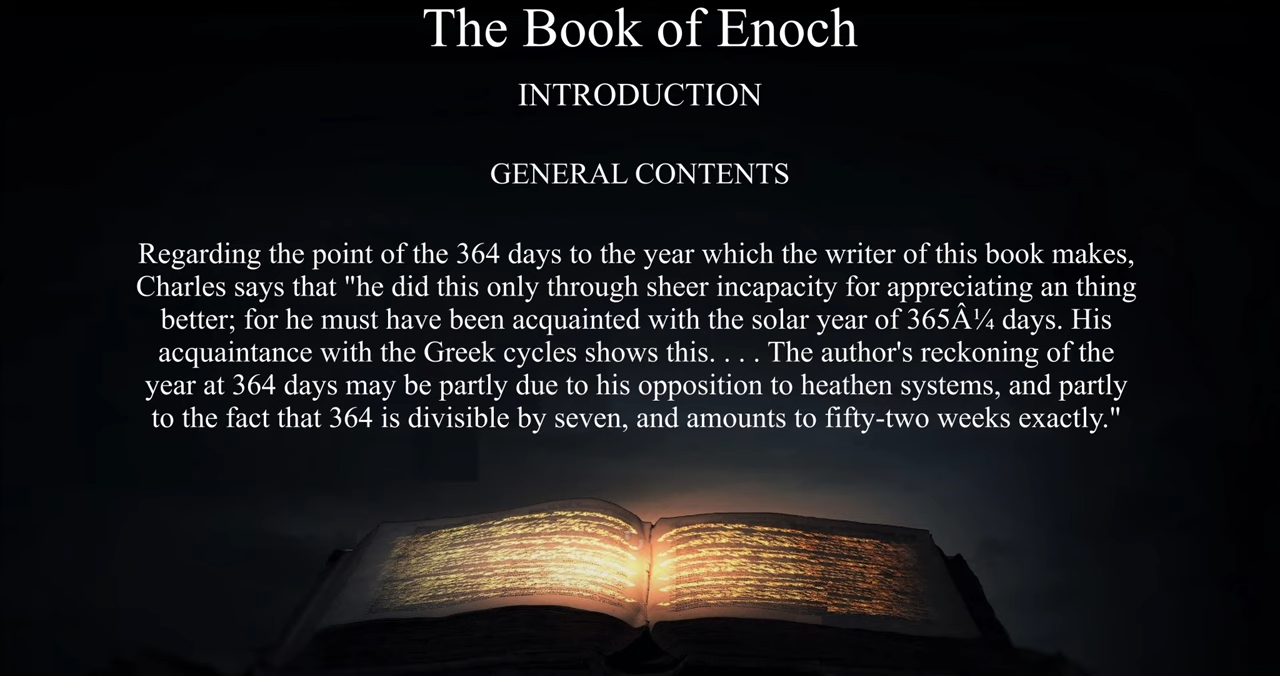 The Book of Enoch
INTRODUCTION
GENERAL CONTENTS
Regarding the point of the 364 days to the year which the writer of this book makes,
Charles says that "he did this only through sheer incapacity for appreciating an thing
better; for he must have been acquainted with the solar year of 365Â¼ days. His
acquaintance with the Greek cycles shows this. . . . The author's reckoning of the
year at 364 days may be partly due to his opposition to heathen systems, and partly
to the fact that 364 is divisible by seven, and amounts to fifty-two weeks exactly."